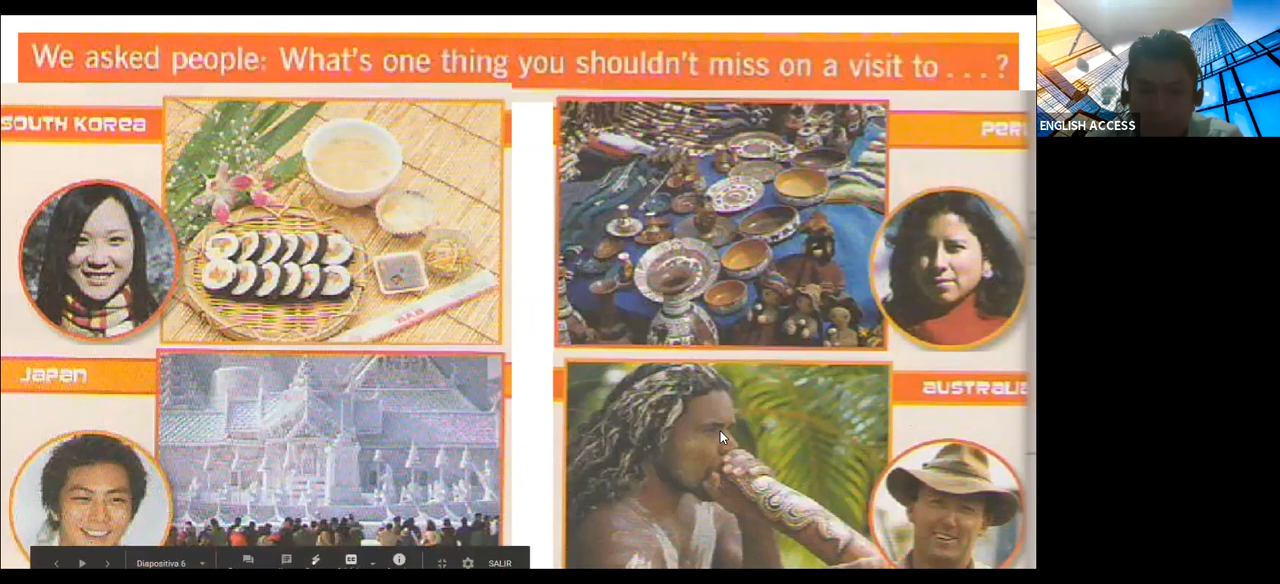 We asked people: What's one thing you shouldn't miss on a visit to . . . ?
ENGLISH ACCESS
SOUTH KOREA
PERU
JAPAN
AUSTRALIA
Diapositiva 6
SALIR